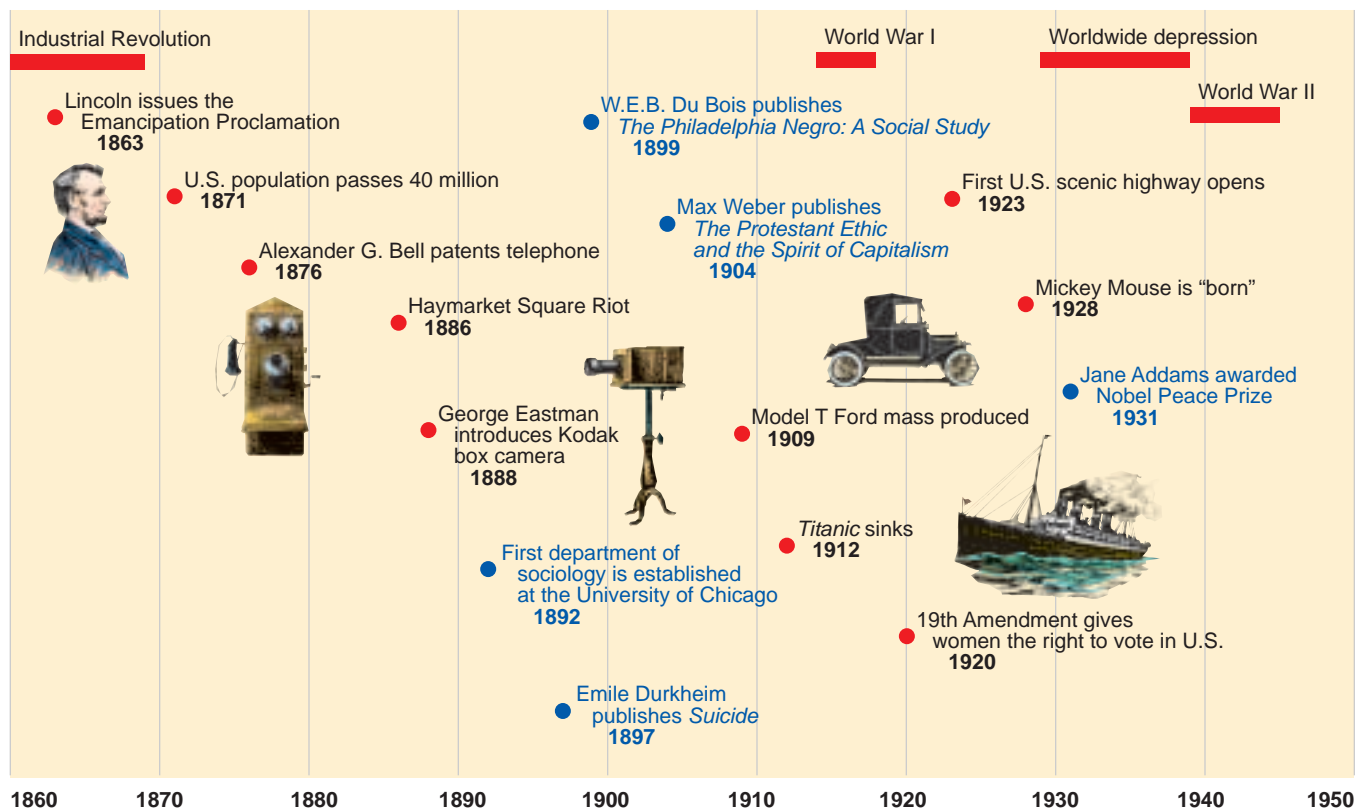 Industrial Revolution
World War I
Worldwide depression
World War II
Lincoln issues the
Emancipation Proclamation
1863
W.E.B. Du Bois publishes
The Philadelphia Negro: A Social Study
1899
U.S. population passes 40 million
1871
First U.S. scenic highway opens
1923
Max Weber publishes
The Protestant Ethic
and the Spirit of Capitalism
1904
Alexander G. Bell patents telephone
1876
Mickey Mouse is “born”
1928
Haymarket Square Riot
1886
Jane Addams awarded
Nobel Peace Prize
1931
George Eastman
introduces Kodak
box camera
1888
Model T Ford mass produced
1909
Titanic sinks
1912
First department of
sociology is established
at the University of Chicago
1892
19th Amendment gives
women the right to vote in U.S.
1920
Emile Durkheim
publishes Suicide
1897
1860 1870 1880 1890 1900 1910 1920 1930 1940 1950